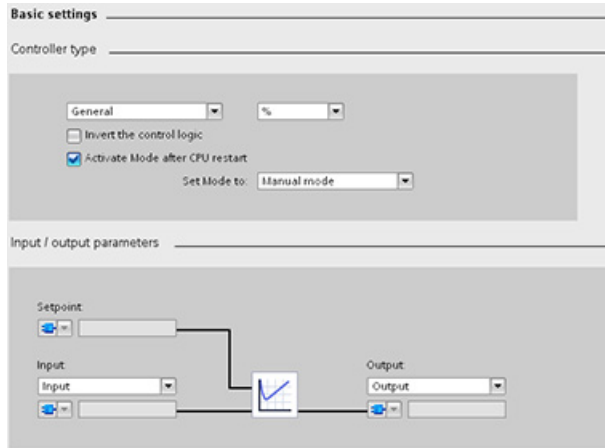 Basic settings
Controller type
General %
Invert the control logic
Activate Mode after CPU restart
Set Mode to: Manual mode
Input / output parameters
Setpoint:
Input: Output:
Input Output